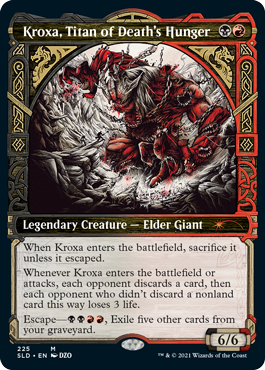 Kroxa, Titan of Death's Hunger
Legendary Creature — Elder Giant
When Kroxa enters the battlefield, sacrifice it
unless it escaped.
Whenever Kroxa enters the battlefield or
attacks, each opponent discards a card, then
each opponent who didn't discard a nonland
card this way loses 3 life.
Escape—, Exile five other cards from
your graveyard.
6/6
225 M
SLD • EN DZO
™ & © 2021 Wizards of the Coast